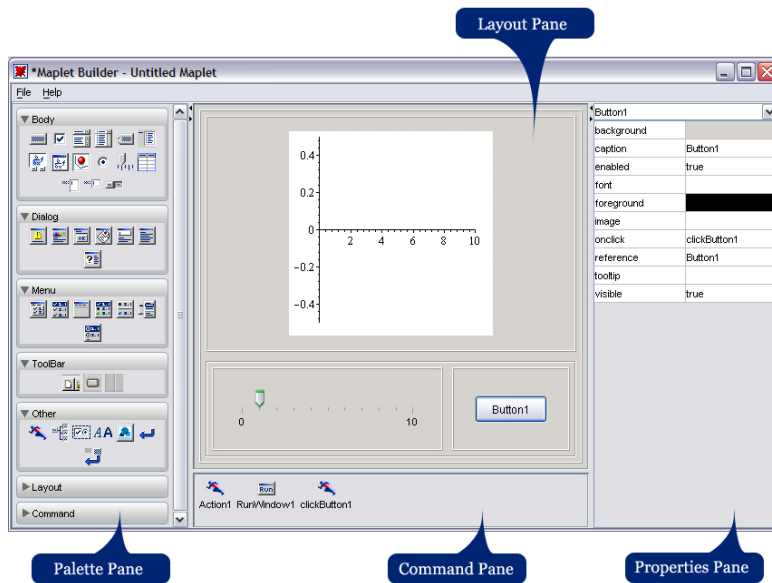 Layout Pane
*Maplet Builder - Untitled Maplet
File Help
Body
Dialog
Menu
ToolBar
Other
Layout
Command
0.4
0.2
0
2 4 6 8 10
-0.2
-0.4
0 10
Button1
Run
Action1 RunWindow1 clickButton1
Button1
background
caption Button1
enabled true
font
foreground
image
onclick clickButton1
reference Button1
tooltip
visible true
Palette Pane
Command Pane
Properties Pane